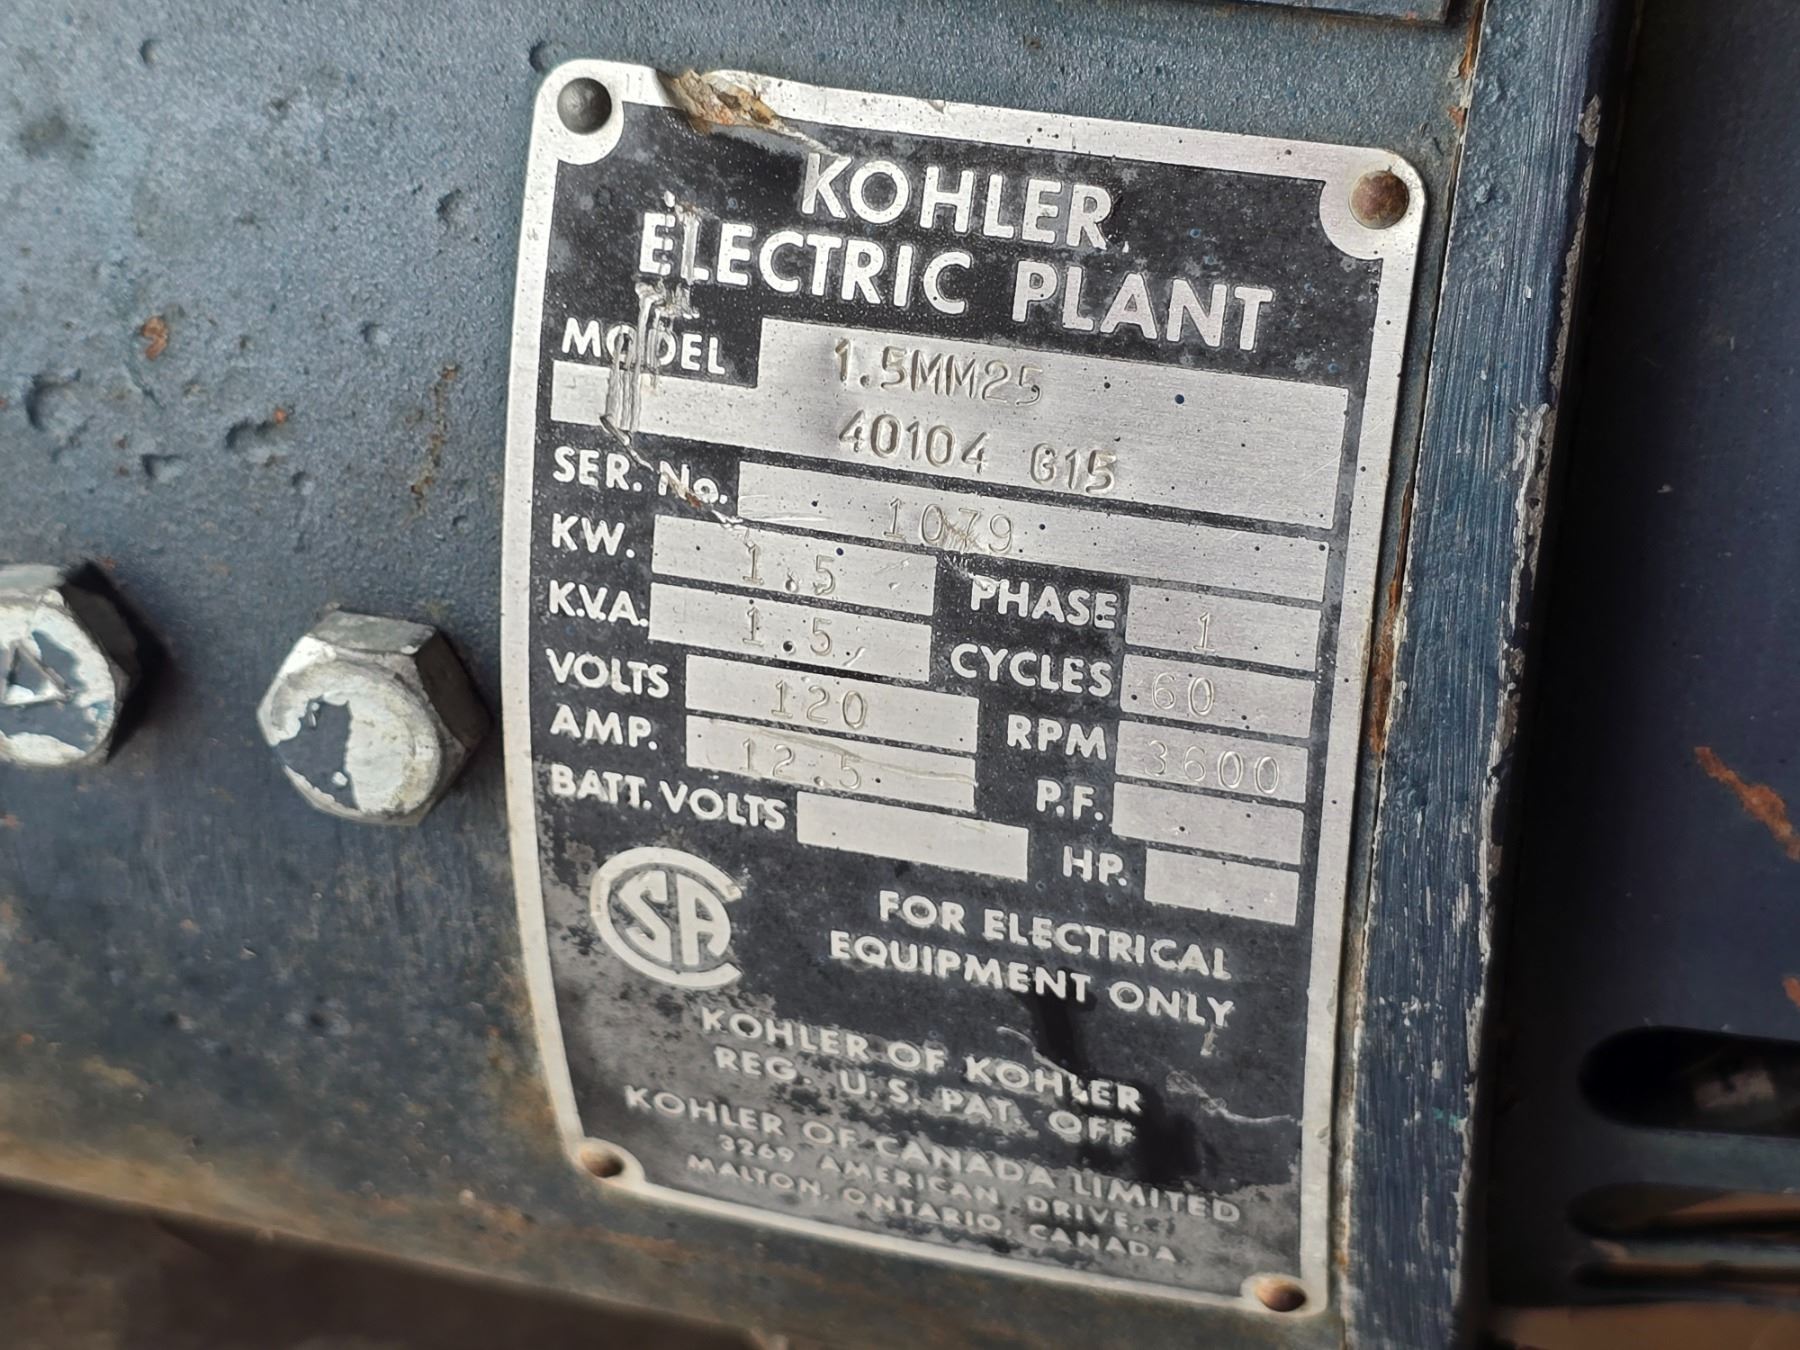 KOHLER
ELECTRIC PLANT
MODEL 1.5MM25
40104 G15
SER. No. 1079
KW. 1.5
PHASE 1
K.V.A. 1.5
CYCLES 60
VOLTS 120
RPM 3600
AMP. 12.5
P.F.
BATT. VOLTS
HP.
CSA
FOR ELECTRICAL
EQUIPMENT ONLY
KOHLER OF KOHLER
REG. U.S. PAT. OFF
KOHLER OF CANADA LIMITED
3269 AMERICAN DRIVE,
MALTON, ONTARIO, CANADA